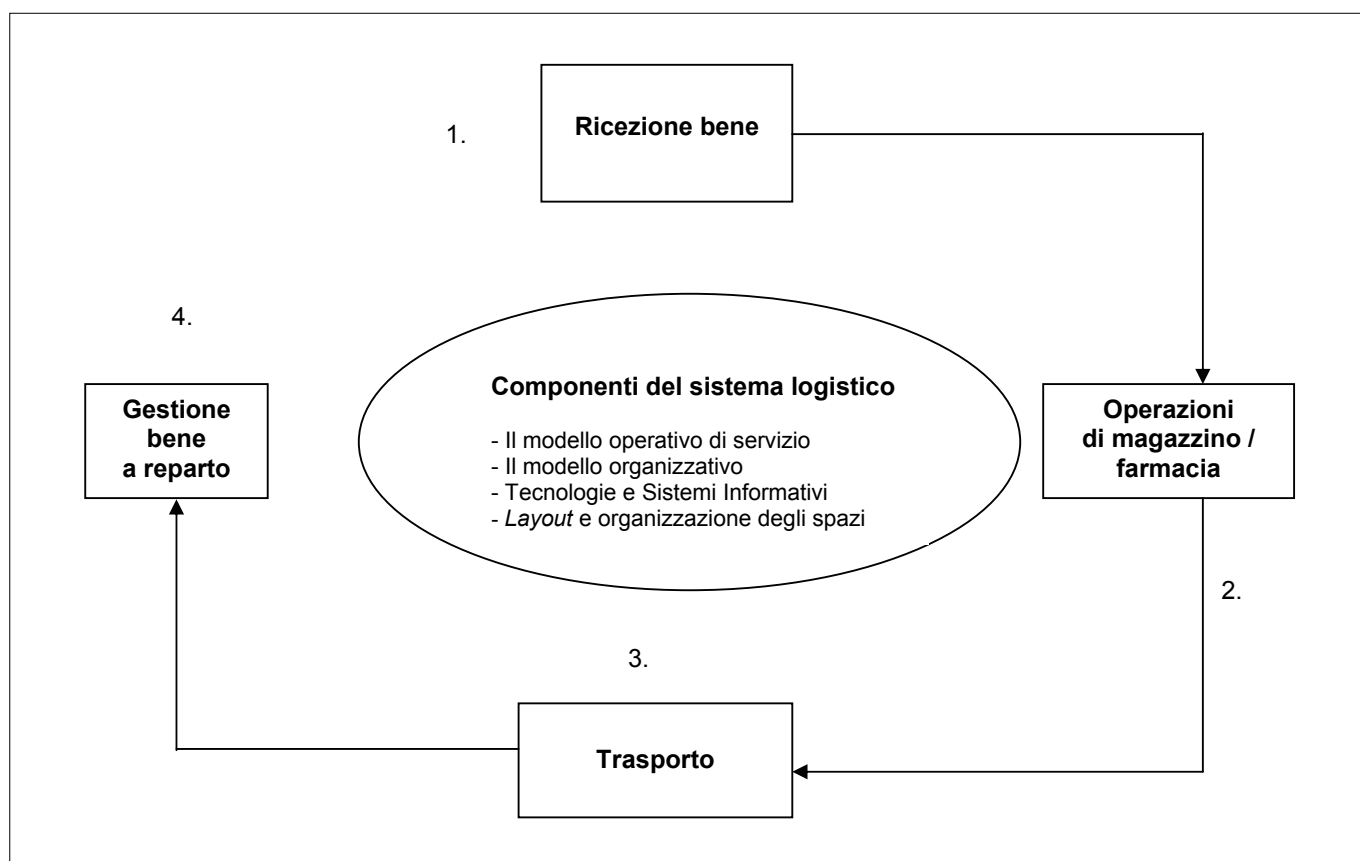 1.
Ricezione bene
4.
Gestione
bene
a reparto
Componenti del sistema logistico
- Il modello operativo di servizio
- Il modello organizzativo
- Tecnologie e Sistemi Informativi
- Layout e organizzazione degli spazi
Operazioni
di magazzino /
farmacia
2.
3.
Trasporto